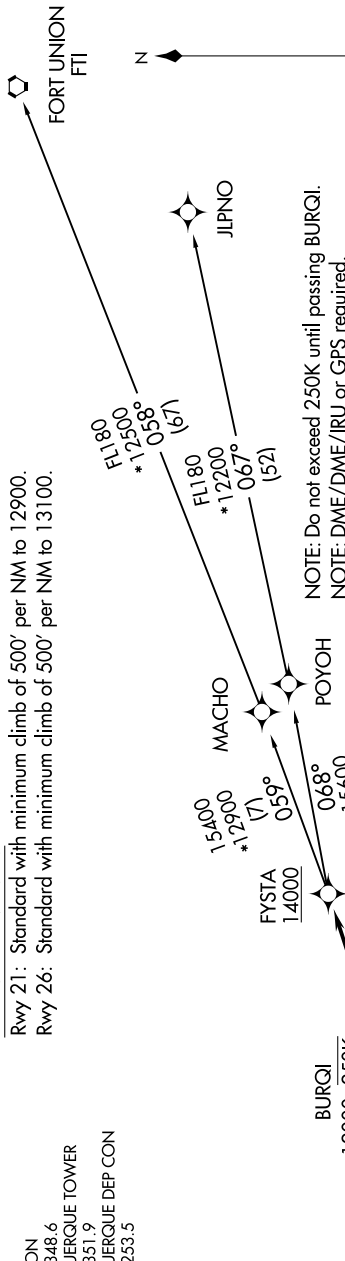 Rwy 21: Standard with minimum climb of 500' per NM to 12900.
Rwy 26: Standard with minimum climb of 500' per NM to 13100.
348.6
TOWER
351.9
DEP CON
253.5
FORT UNION
FTI
N
JLPNO
FL180
*12500
058°
(67)
FL180
*12200
067°
(52)
NOTE: Do not exceed 250K until passing BURQI.
NOTE: DME/DME/IRU or GPS required.
MACHO
POYOH
15400
*12900
(7)
059°
068°
15600
FYSTA
14000
BURQI